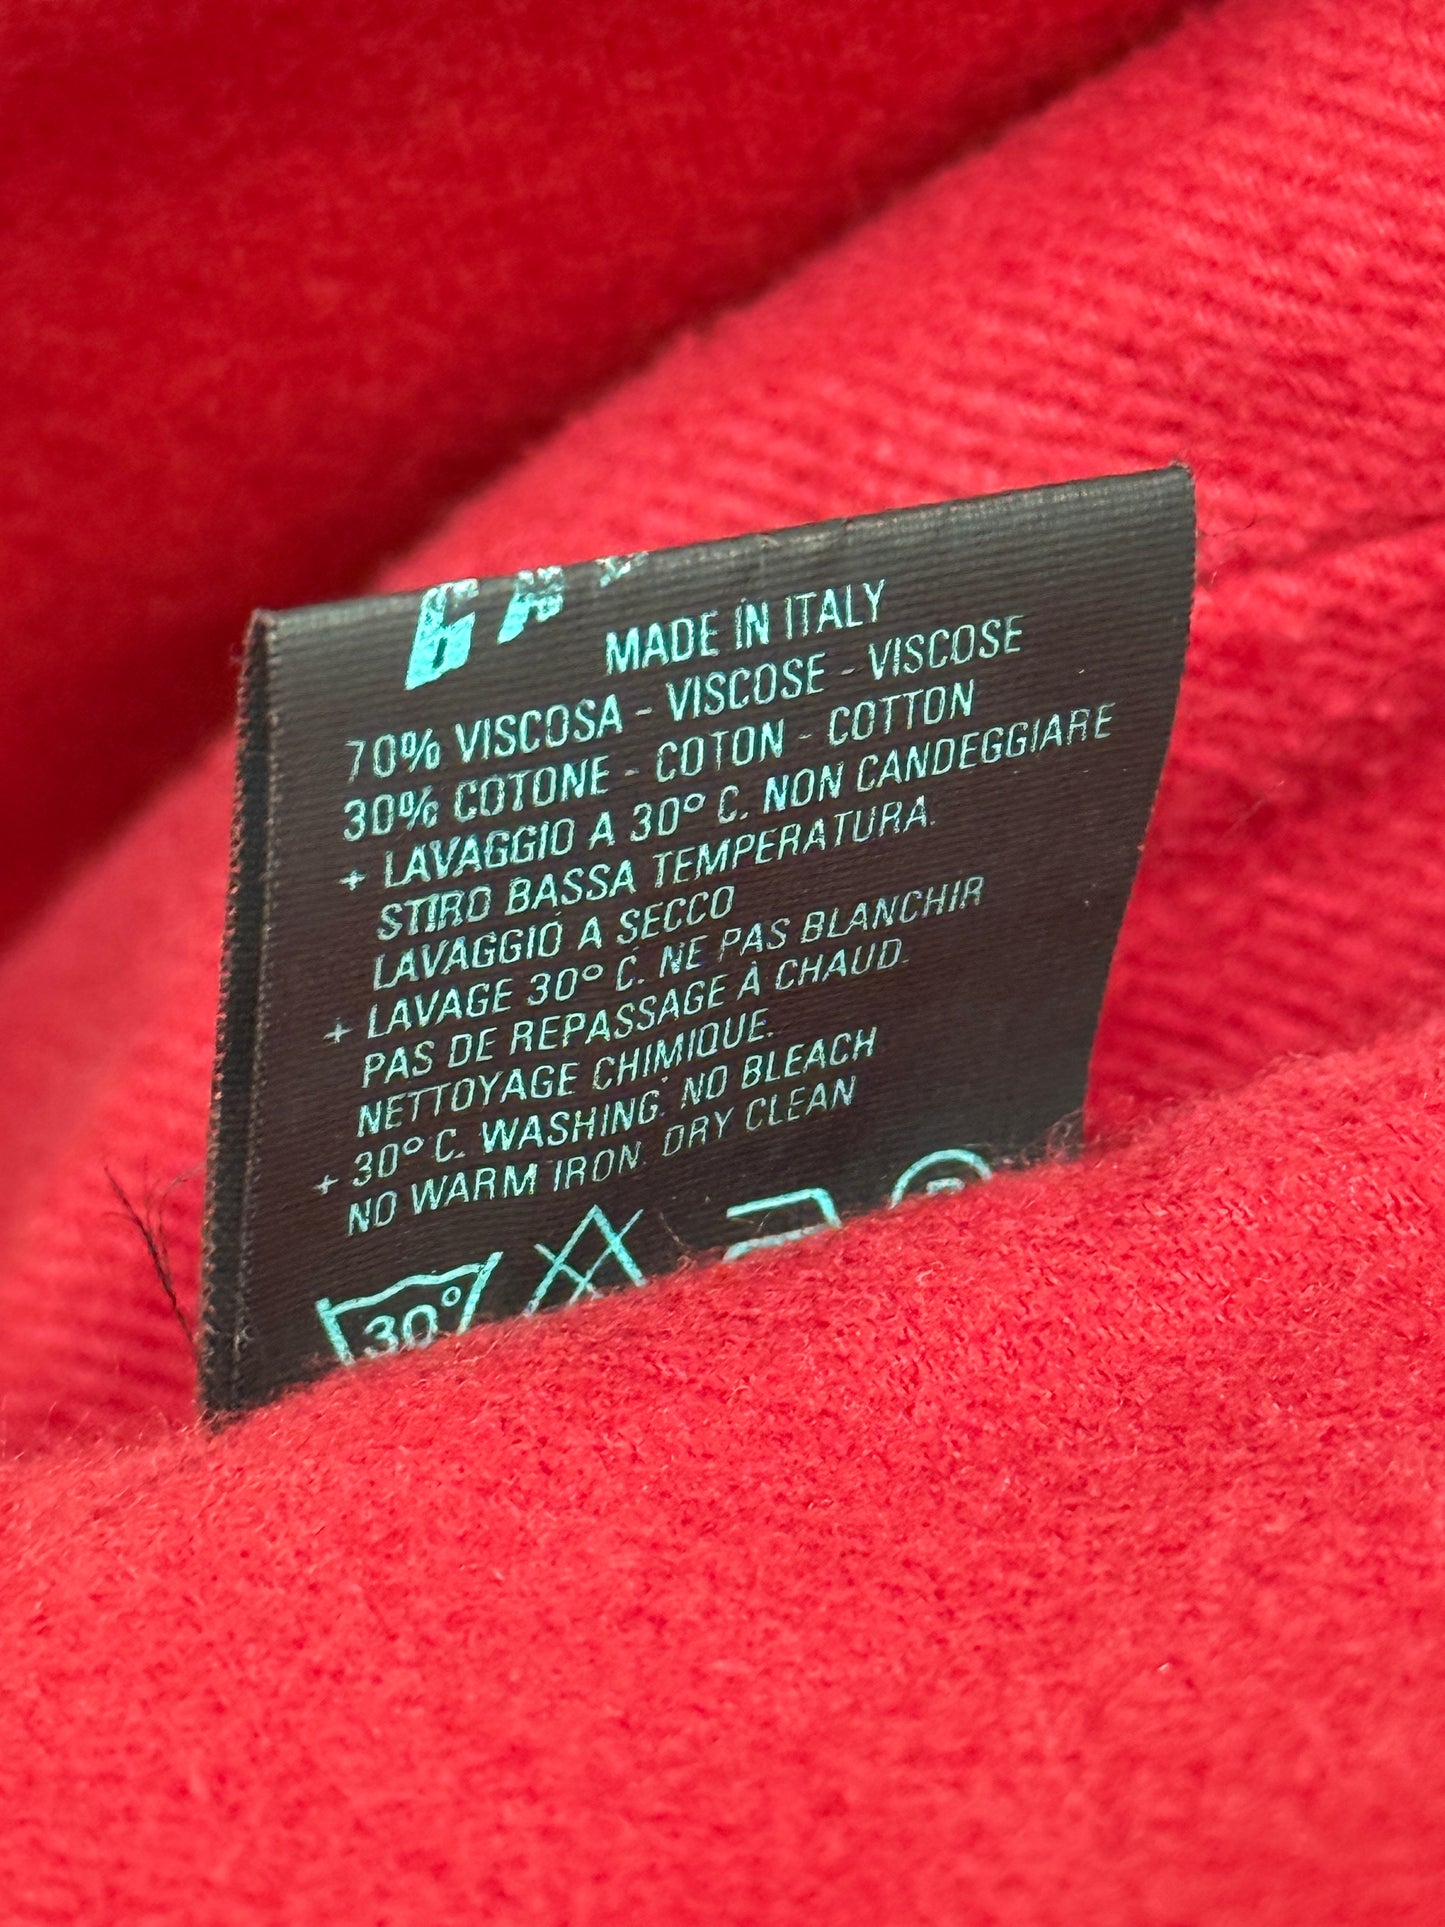 MADE IN ITALY
70% VISCOSA - VISCOSE - VISCOSE
30% COTONE - COTON - COTTON
+ LAVAGGIO A 30° C. NON CANDEGGIARE
STIRO BASSA TEMPERATURA.
LAVAGGIO A SECCO
+ LAVAGE 30° C. NE PAS BLANCHIR
PAS DE REPASSAGE À CHAUD.
NETTOYAGE CHIMIQUE.
+ 30° C. WASHING. NO BLEACH
NO WARM IRON. DRY CLEAN
30°